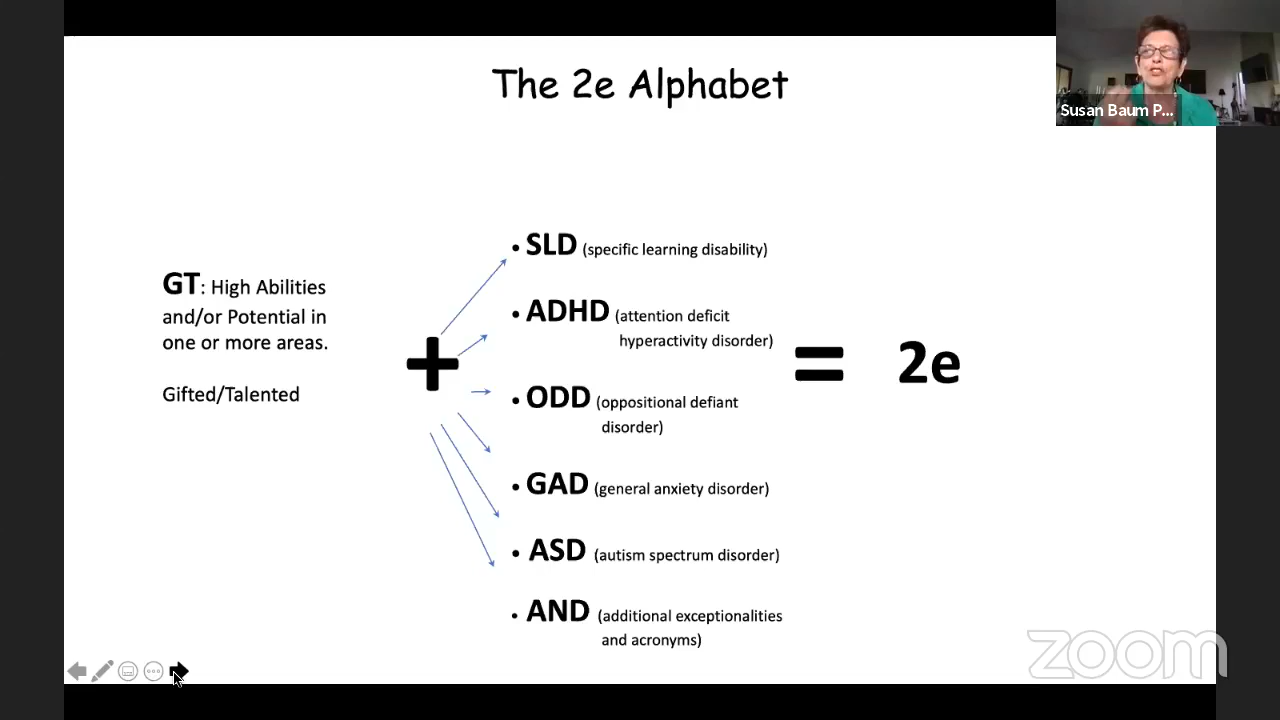 The 2e Alphabet
Susan Baum P...
GT: High Abilities
and/or Potential in
one or more areas.
Gifted/Talented
+
• SLD (specific learning disability)
• ADHD (attention deficit
hyperactivity disorder)
• ODD (oppositional defiant
disorder)
• GAD (general anxiety disorder)
• ASD (autism spectrum disorder)
• AND (additional exceptionalities
and acronyms)
= 2e
zoom